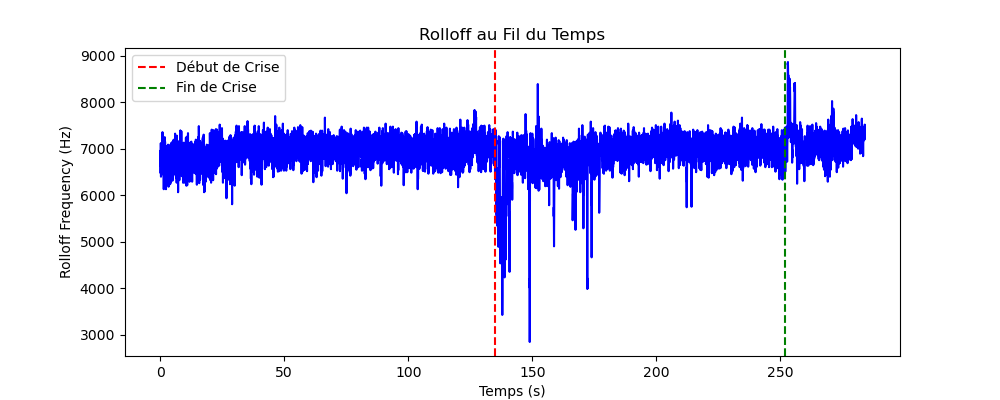 Rolloff au Fil du Temps
Début de Crise
Fin de Crise
Rolloff Frequency (Hz)
9000
8000
7000
6000
5000
4000
3000
0 50 100 150 200 250
Temps (s)